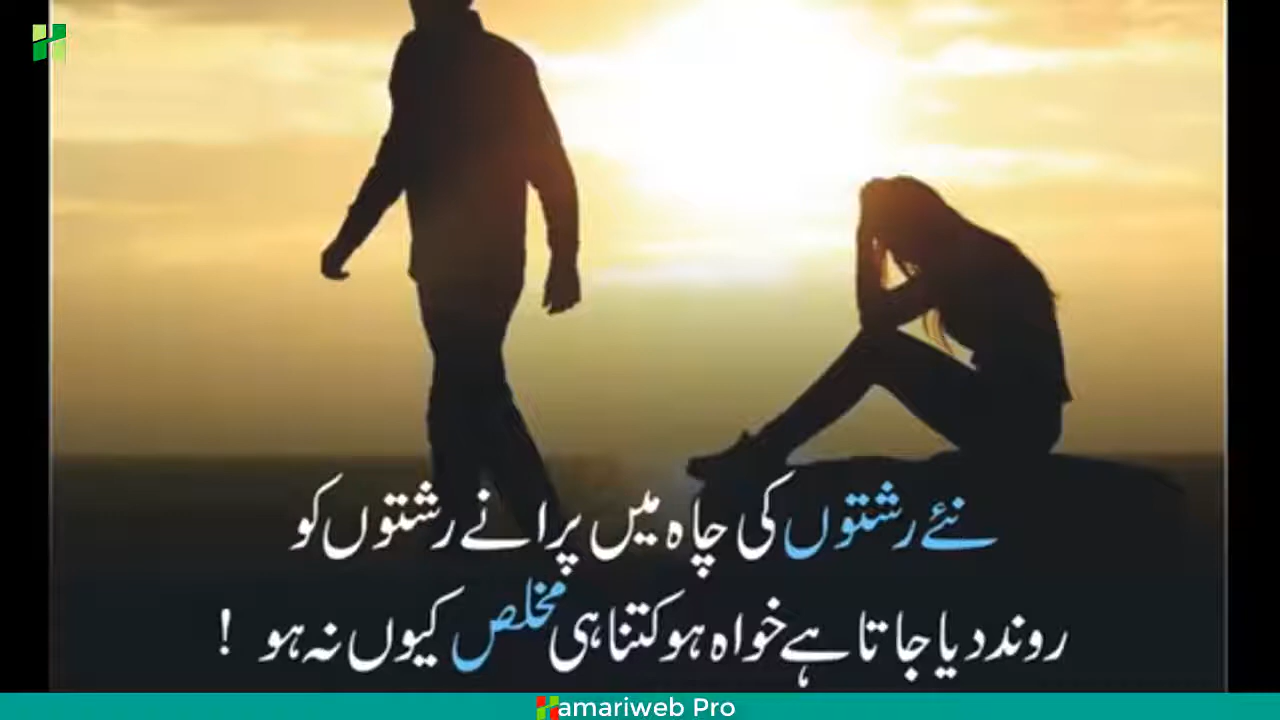 نئے رشتوں کی چاہ میں پرانے رشتوں کو
روند دیا جاتا ہے خواہ ہو کتنا ہی مخلص کیوں نہ ہو !
Hamariweb Pro